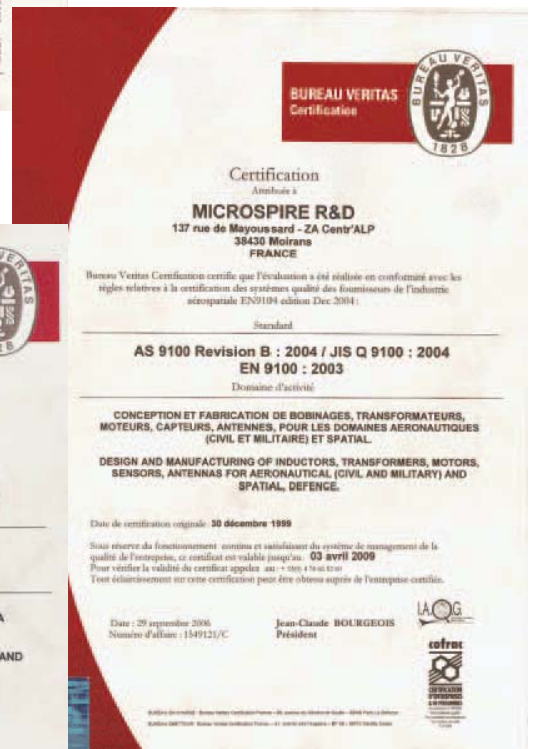 BUREAU VERITAS
Certification
BUREAU VERITAS
1828
Certification
Attribuée à
MICROSPIRE R&D
137 rue de Mayoussard - ZA Centr'ALP
38430 Moirans
FRANCE
Bureau Veritas Certification certifie que l'évaluation a été réalisée en conformité avec les
règles relatives à la certification des systèmes qualité des fournisseurs de l'industrie
aérospatiale EN9104 edition Dec 2004 :
Standard
AS 9100 Revision B : 2004 / JIS Q 9100 : 2004
EN 9100 : 2003
Domaine d'activité
CONCEPTION ET FABRICATION DE BOBINAGES, TRANSFORMATEURS,
MOTEURS, CAPTEURS, ANTENNES, POUR LES DOMAINES AERONAUTIQUES
(CIVIL ET MILITAIRE) ET SPATIAL.
DESIGN AND MANUFACTURING OF INDUCTORS, TRANSFORMERS, MOTORS,
SENSORS, ANTENNAS FOR AERONAUTICAL (CIVIL AND MILITARY) AND
SPATIAL, DEFENCE.
Date de certification originale 30 décembre 1999
Sous réserve du fonctionnement continu et satisfaisant du système de management de la
qualité de l'entreprise, ce certificat est valable jusqu'au 03 avril 2009
Pour vérifier la validité du certificat appelez au :
Tout éclaircissement sur cette certification peut être obtenu auprès de l'entreprise certifiée.
Date : 29 septembre 2006
Numéro d'affaire : 1549121/C
Jean-Claude BOURGEOIS
Président
IAQG
cofrac
CERTIFICATION
D'ENTREPRISES
VERITAS
AND